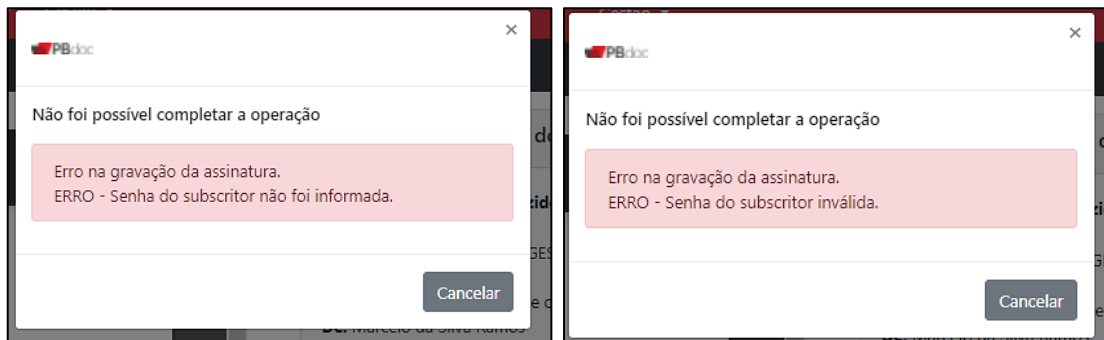 ×
PBdoc
Não foi possível completar a operação
Erro na gravação da assinatura.
ERRO - Senha do subscritor não foi informada.
Cancelar
×
PBdoc
Não foi possível completar a operação
Erro na gravação da assinatura.
ERRO - Senha do subscritor inválida.
Cancelar